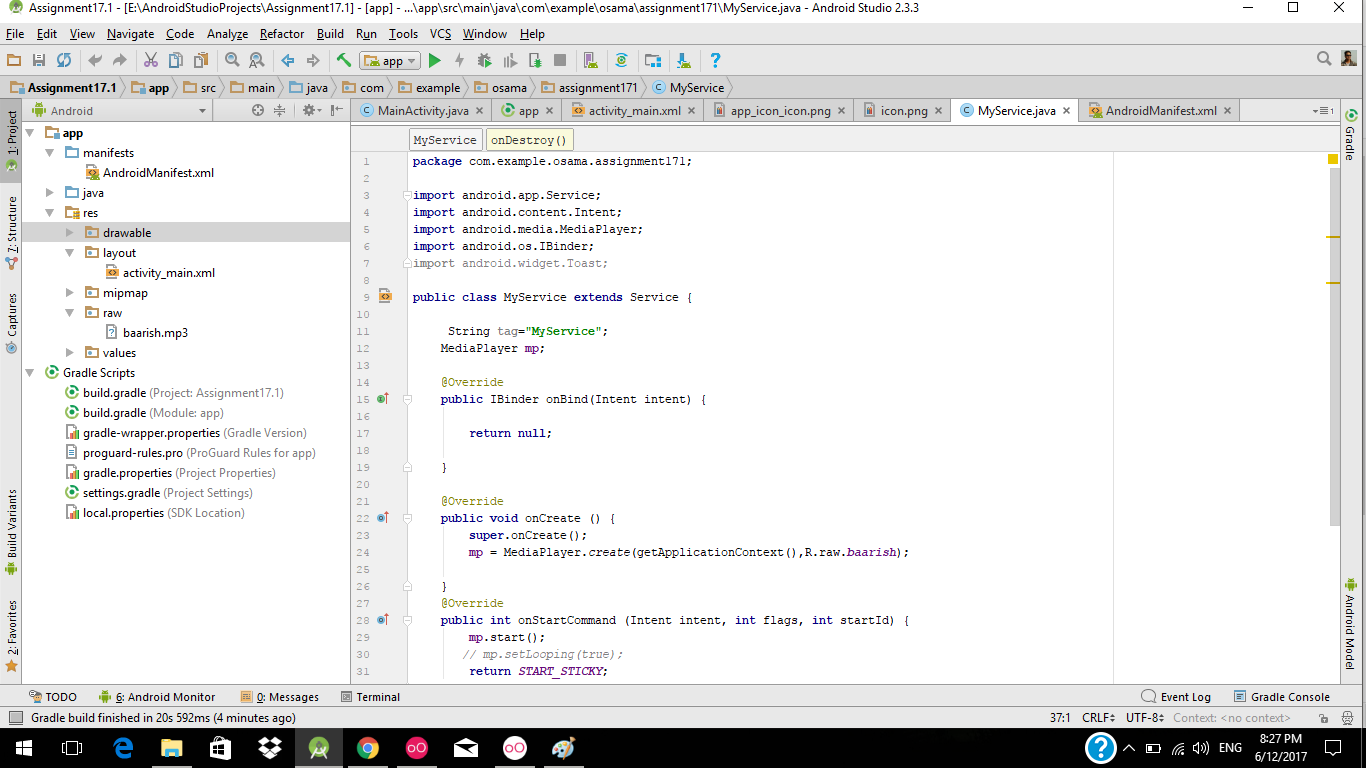 Assignment17.1 - [E:\AndroidStudioProjects\Assignment17.1] - [app] - ...\app\src\main\java\com\example\osama\assignment171\MyService.java - Android Studio 2.3.3
File Edit View Navigate Code Analyze Refactor Build Run Tools VCS Window Help
app
Assignment17.1 app src main java com example osama assignment171 MyService
Android
MainActivity.java app activity_main.xml app_icon_icon.png icon.png MyService.java AndroidManifest.xml
1: Project
7: Structure
Captures
Build Variants
2: Favorites
app
manifests
AndroidManifest.xml
java
res
drawable
layout
activity_main.xml
mipmap
raw
baarish.mp3
values
Gradle Scripts
build.gradle (Project: Assignment17.1)
build.gradle (Module: app)
gradle-wrapper.properties (Gradle Version)
proguard-rules.pro (ProGuard Rules for app)
gradle.properties (Project Properties)
settings.gradle (Project Settings)
local.properties (SDK Location)
MyService onDestroy()
1 package com.example.osama.assignment171;
2
3 import android.app.Service;
4 import android.content.Intent;
5 import android.media.MediaPlayer;
6 import android.os.IBinder;
7 import android.widget.Toast;
8
9 public class MyService extends Service {
10
11 String tag="MyService";
12 MediaPlayer mp;
13
14 @Override
15 public IBinder onBind(Intent intent) {
16
17 return null;
18
19 }
20
21 @Override
22 public void onCreate () {
23 super.onCreate();
24 mp = MediaPlayer.create(getApplicationContext(),R.raw.baarish);
25
26 }
27 @Override
28 public int onStartCommand (Intent intent, int flags, int startId) {
29 mp.start();
30 // mp.setLooping(true);
31 return START_STICKY;
Gradle
Android Model
TODO 6: Android Monitor 0: Messages Terminal Event Log Gradle Console
Gradle build finished in 20s 592ms (4 minutes ago) 37:1 CRLF UTF-8 Context: <no context>
ENG
8:27 PM
6/12/2017